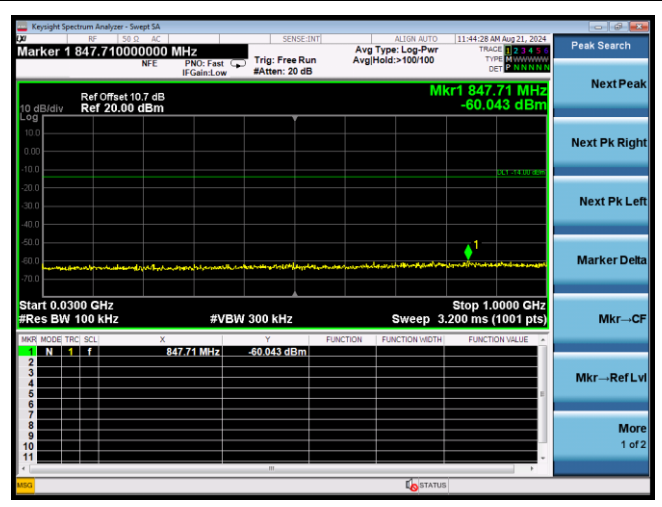 Keysight Spectrum Analyzer - Swept SA
RF 50 Ω AC SENSE:INT ALIGN AUTO 11:44:28 AM Aug 21, 2024
Marker 1 847.710000000 MHz
NFE
PNO: Fast
IFGain:Low
Trig: Free Run
#Atten: 20 dB
Avg Type: Log-Pwr
Avg|Hold:>100/100
TRACE 1 2 3 4 5 6
TYPE M WWWWW
DET P N N N N N
Peak Search
Ref Offset 10.7 dB
10 dB/div Ref 20.00 dBm
Log
Mkr1 847.71 MHz
-60.043 dBm
10.0
0.00
-10.0
DL1 -14.00 dBm
-20.0
-30.0
-40.0
-50.0
1
-60.0
-70.0
Start 0.0300 GHz Stop 1.0000 GHz
#Res BW 100 kHz #VBW 300 kHz Sweep 3.200 ms (1001 pts)
MKR MODE TRC SCL X Y FUNCTION FUNCTION WIDTH FUNCTION VALUE
1 N 1 f 847.71 MHz -60.043 dBm
2
3
4
5
6
7
8
9
10
11
Next Peak
Next Pk Right
Next Pk Left
Marker Delta
Mkr→CF
Mkr→Ref Lvl
More
1 of 2
MSG STATUS